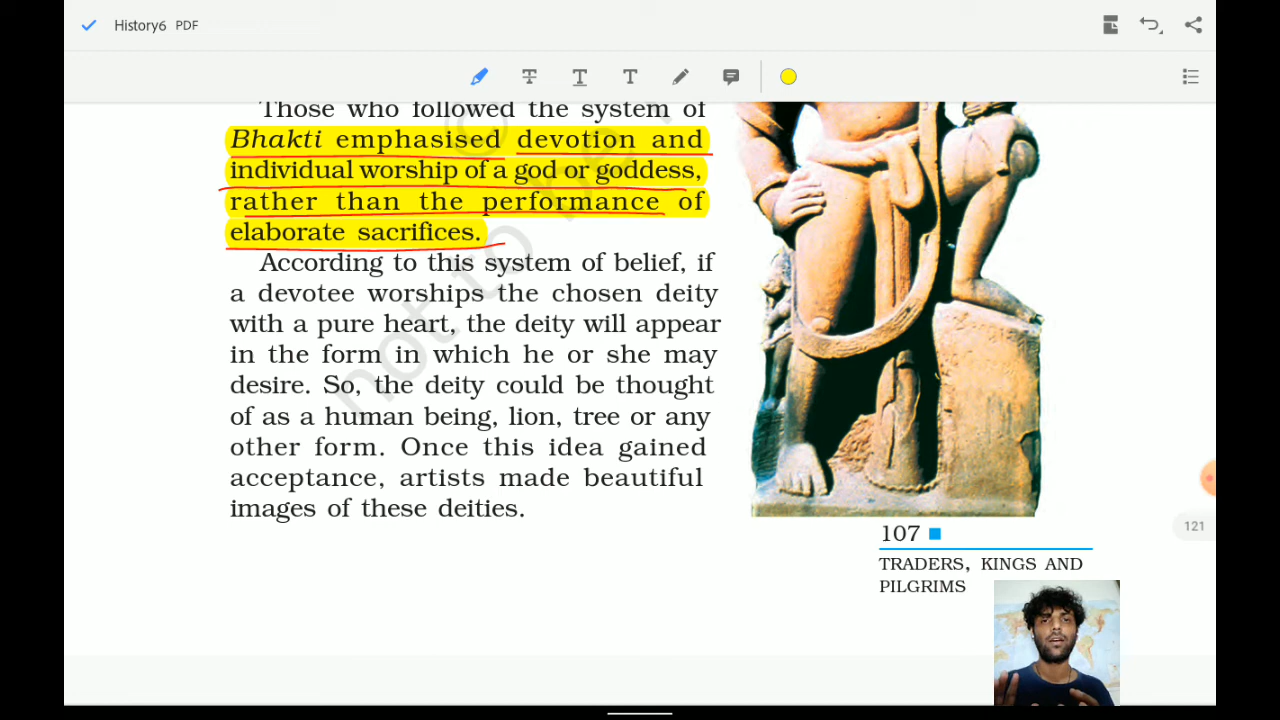 History6 PDF
Those who followed the system of
Bhakti emphasised devotion and
individual worship of a god or goddess,
rather than the performance of
elaborate sacrifices.
According to this system of belief, if
a devotee worships the chosen deity
with a pure heart, the deity will appear
in the form in which he or she may
desire. So, the deity could be thought
of as a human being, lion, tree or any
other form. Once this idea gained
acceptance, artists made beautiful
images of these deities.
not to be
107
TRADERS, KINGS AND
PILGRIMS
121